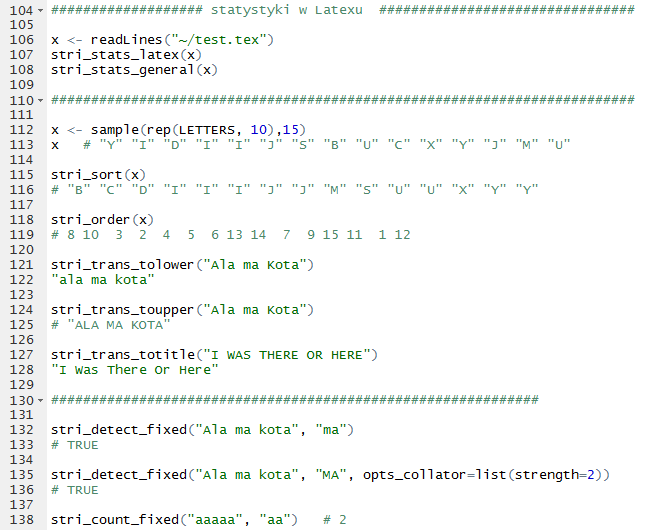 104 ################### statystyki w Latexu ################################
105
106 x <- readLines("~/test.tex")
107 stri_stats_latex(x)
108 stri_stats_general(x)
109
110 #########################################################################
111
112 x <- sample(rep(LETTERS, 10),15)
113 x   # "Y" "I" "D" "I" "I" "J" "S" "B" "U" "C" "X" "Y" "J" "M" "U"
114
115 stri_sort(x)
116 # "B" "C" "D" "I" "I" "I" "J" "J" "M" "S" "U" "U" "X" "Y" "Y"
117
118 stri_order(x)
119 # 8 10  3  2  4  5  6 13 14  7  9 15 11  1 12
120
121 stri_trans_tolower("Ala ma Kota")
122 "ala ma kota"
123
124 stri_trans_toupper("Ala ma Kota")
125 # "ALA MA KOTA"
126
127 stri_trans_totitle("I WAS THERE OR HERE")
128 "I Was There Or Here"
129
130 #############################################################
131
132 stri_detect_fixed("Ala ma kota", "ma")
133 # TRUE
134
135 stri_detect_fixed("Ala ma kota", "MA", opts_collator=list(strength=2))
136 # TRUE
137
138 stri_count_fixed("aaaaa", "aa")   # 2